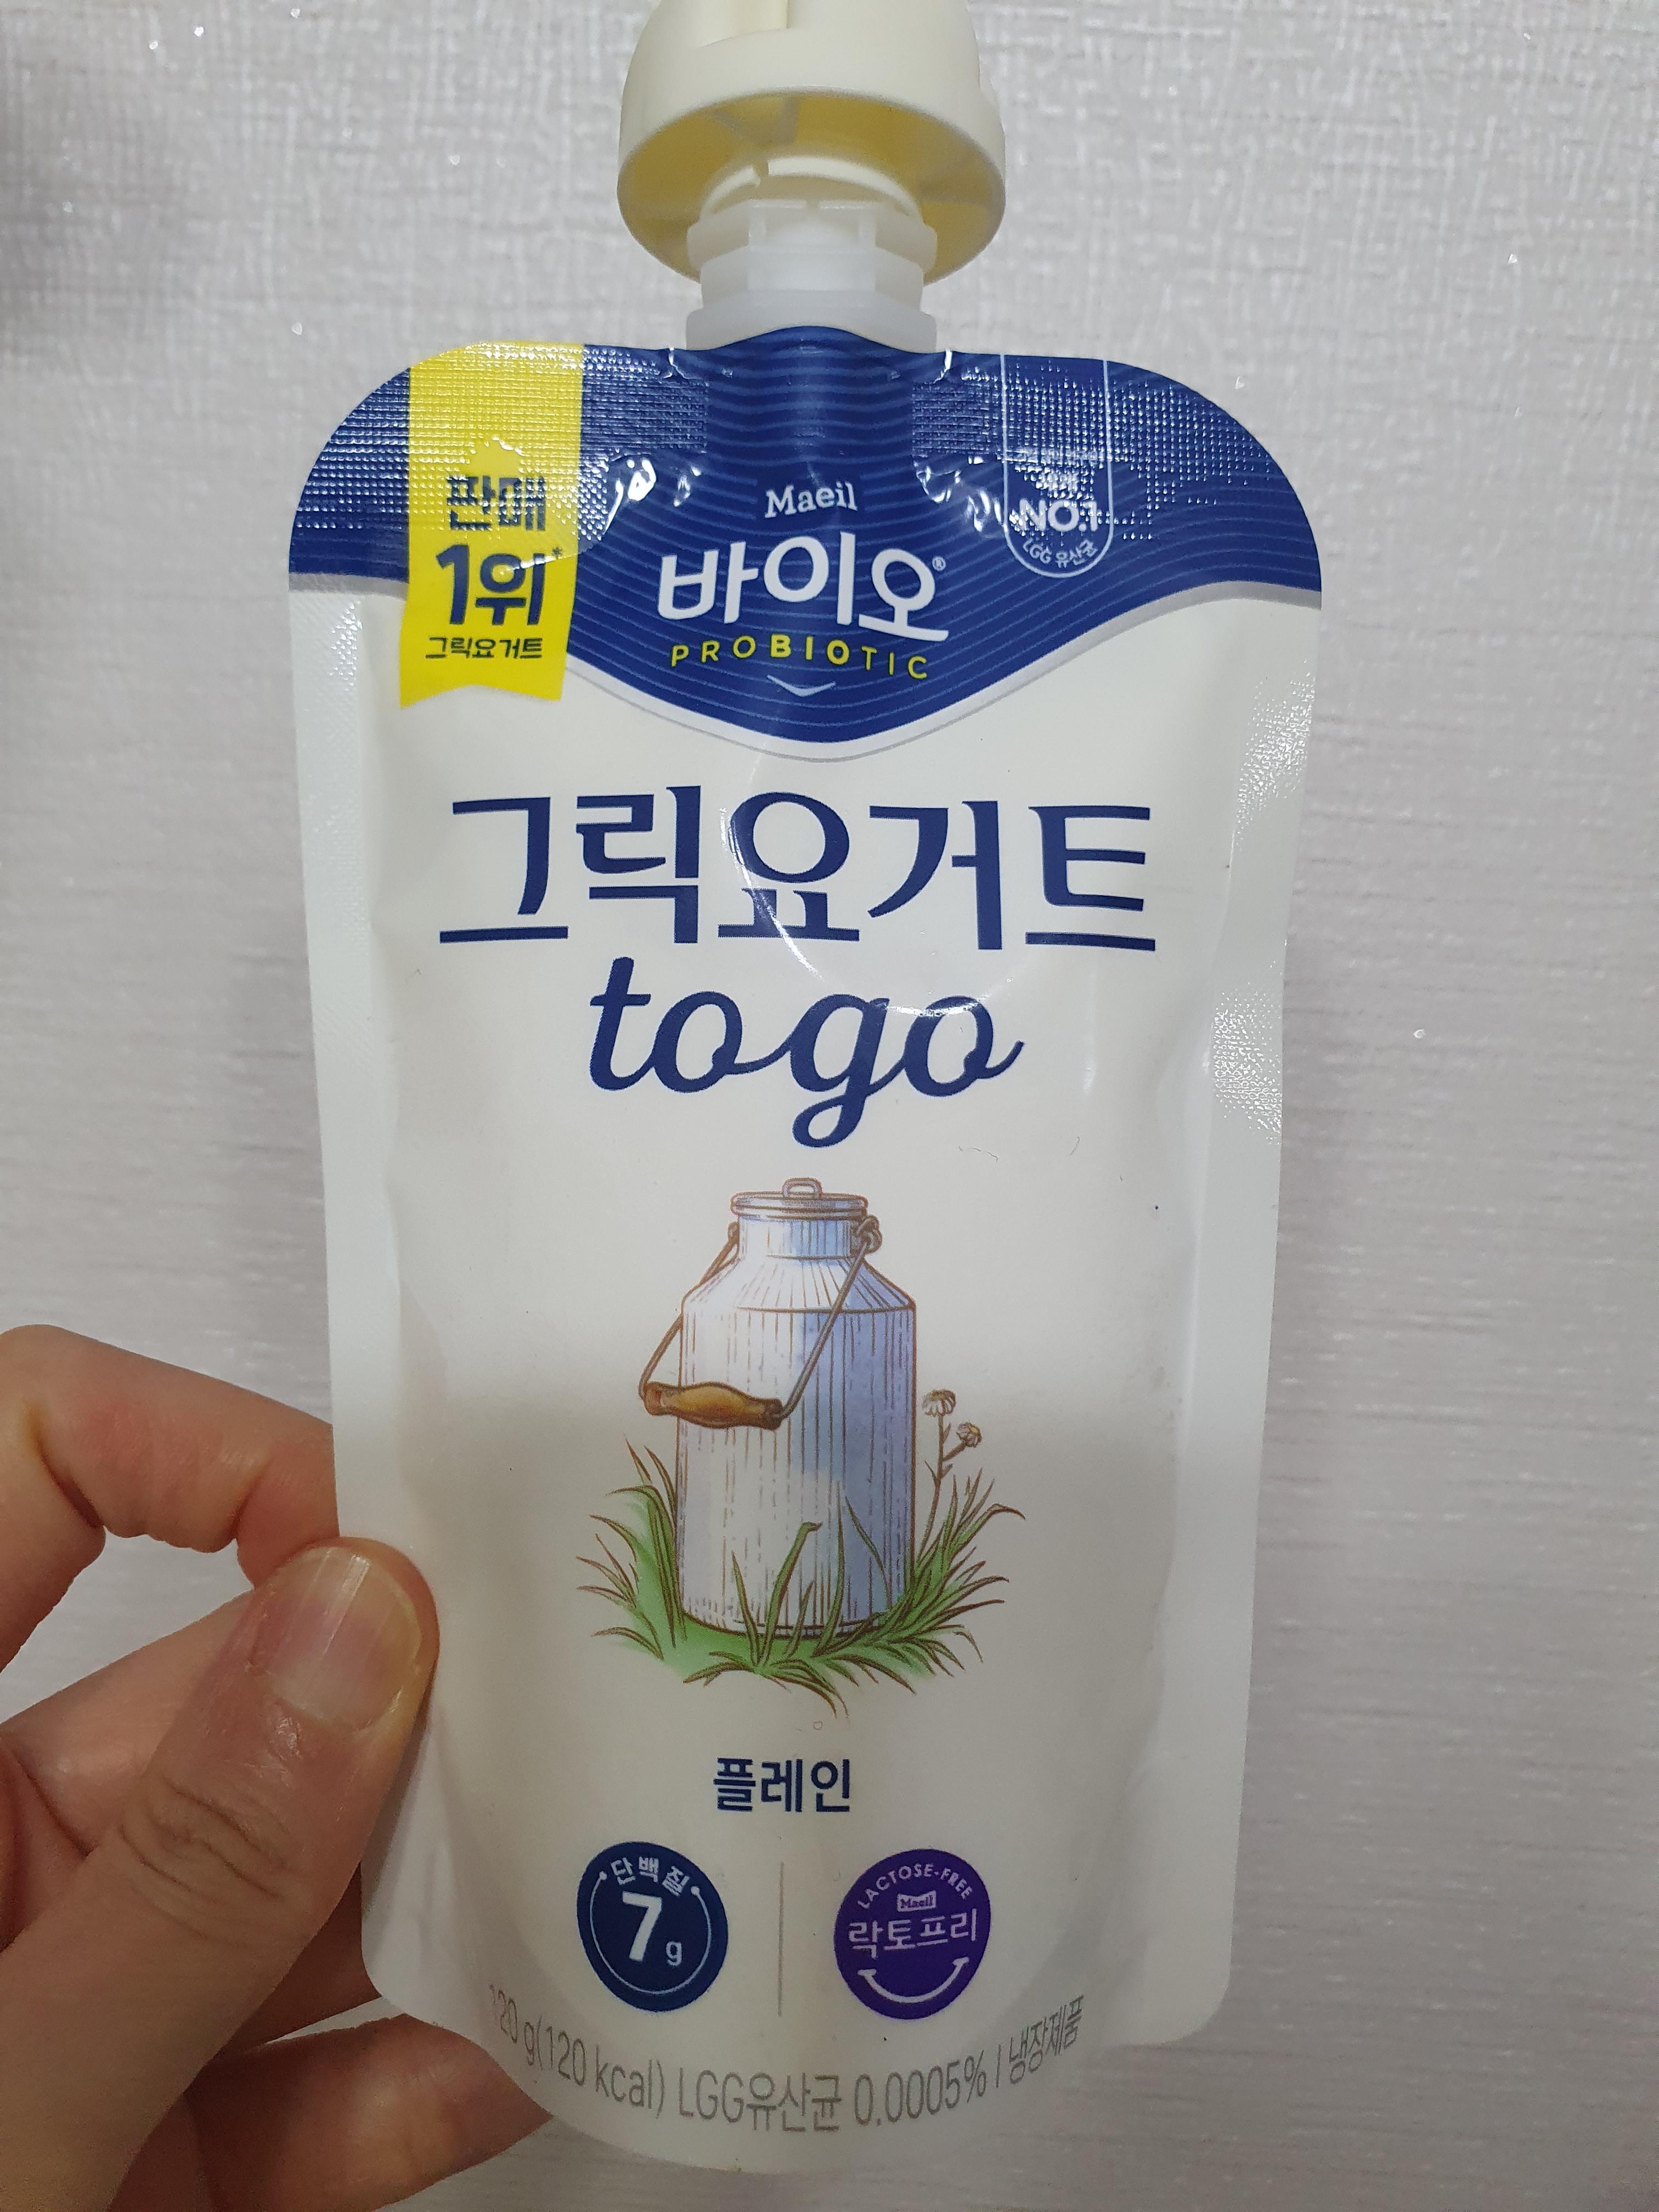 판매
1위*
그릭요거트
Maeil
바이오®
PROBIOTIC
NO.1
LGG 유산균
그릭요거트
to go
플레인
단백질
7g
LACTOSE-FREE
Maeil
락토프리
120 g(120 kcal) LGG유산균 0.0005% | 냉장제품